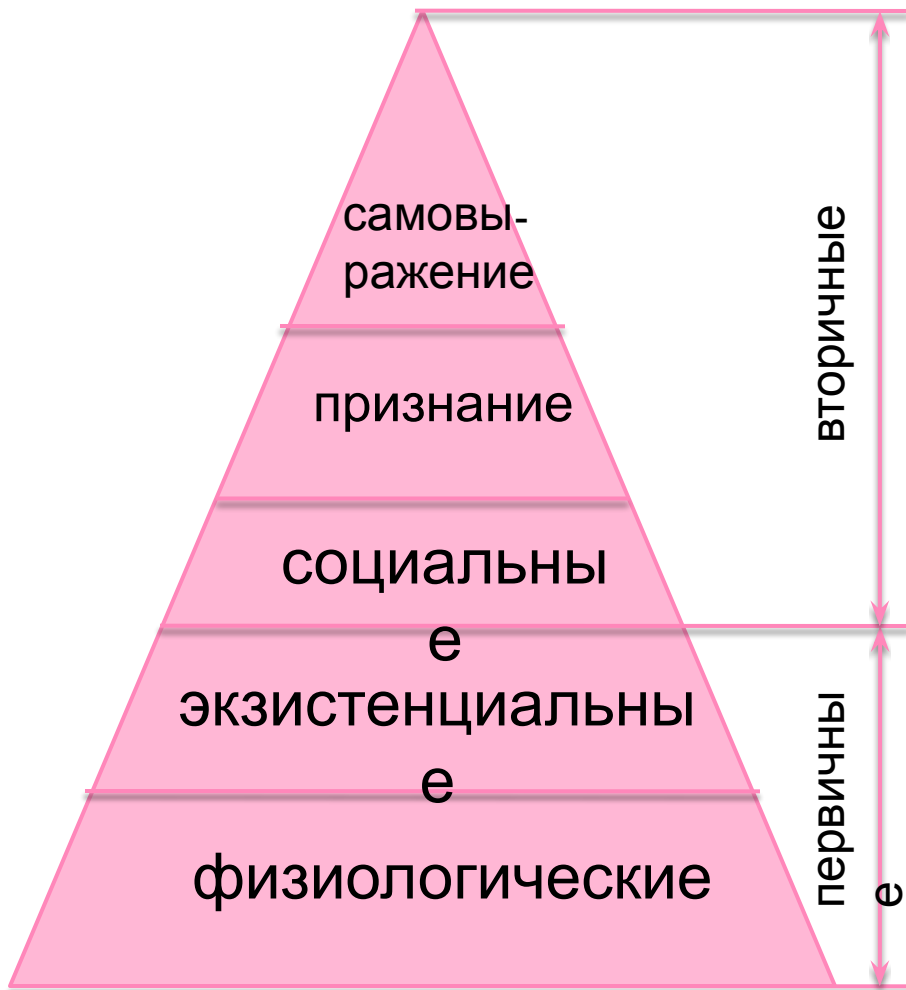 самовы-
ражение
признание
социальны
е
экзистенциальны
е
физиологические
вторичные
первичны
е